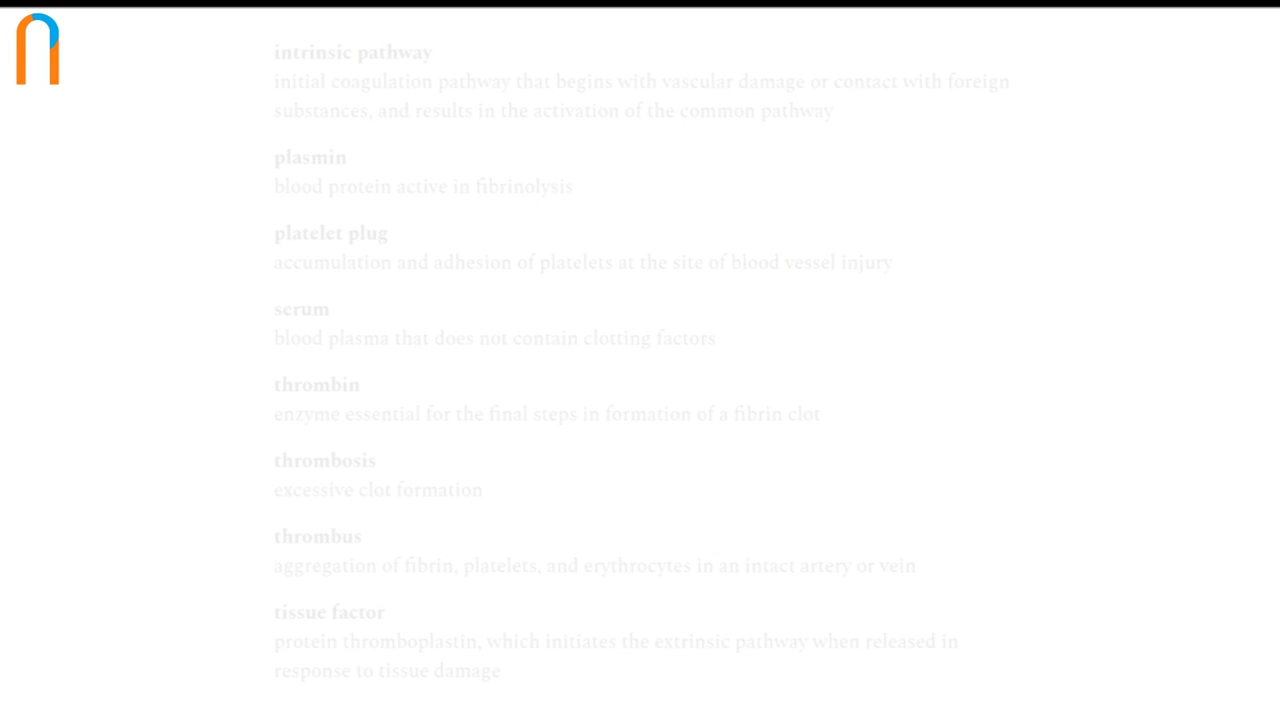 intrinsic pathway
initial coagulation pathway that begins with vascular damage or contact with foreign
substances, and results in the activation of the common pathway
plasmin
blood protein active in fibrinolysis
platelet plug
accumulation and adhesion of platelets at the site of blood vessel injury
serum
blood plasma that does not contain clotting factors
thrombin
enzyme essential for the final steps in formation of a fibrin clot
thrombosis
excessive clot formation
thrombus
aggregation of fibrin, platelets, and erythrocytes in an intact artery or vein
tissue factor
protein thromboplastin, which initiates the extrinsic pathway when released in
response to tissue damage